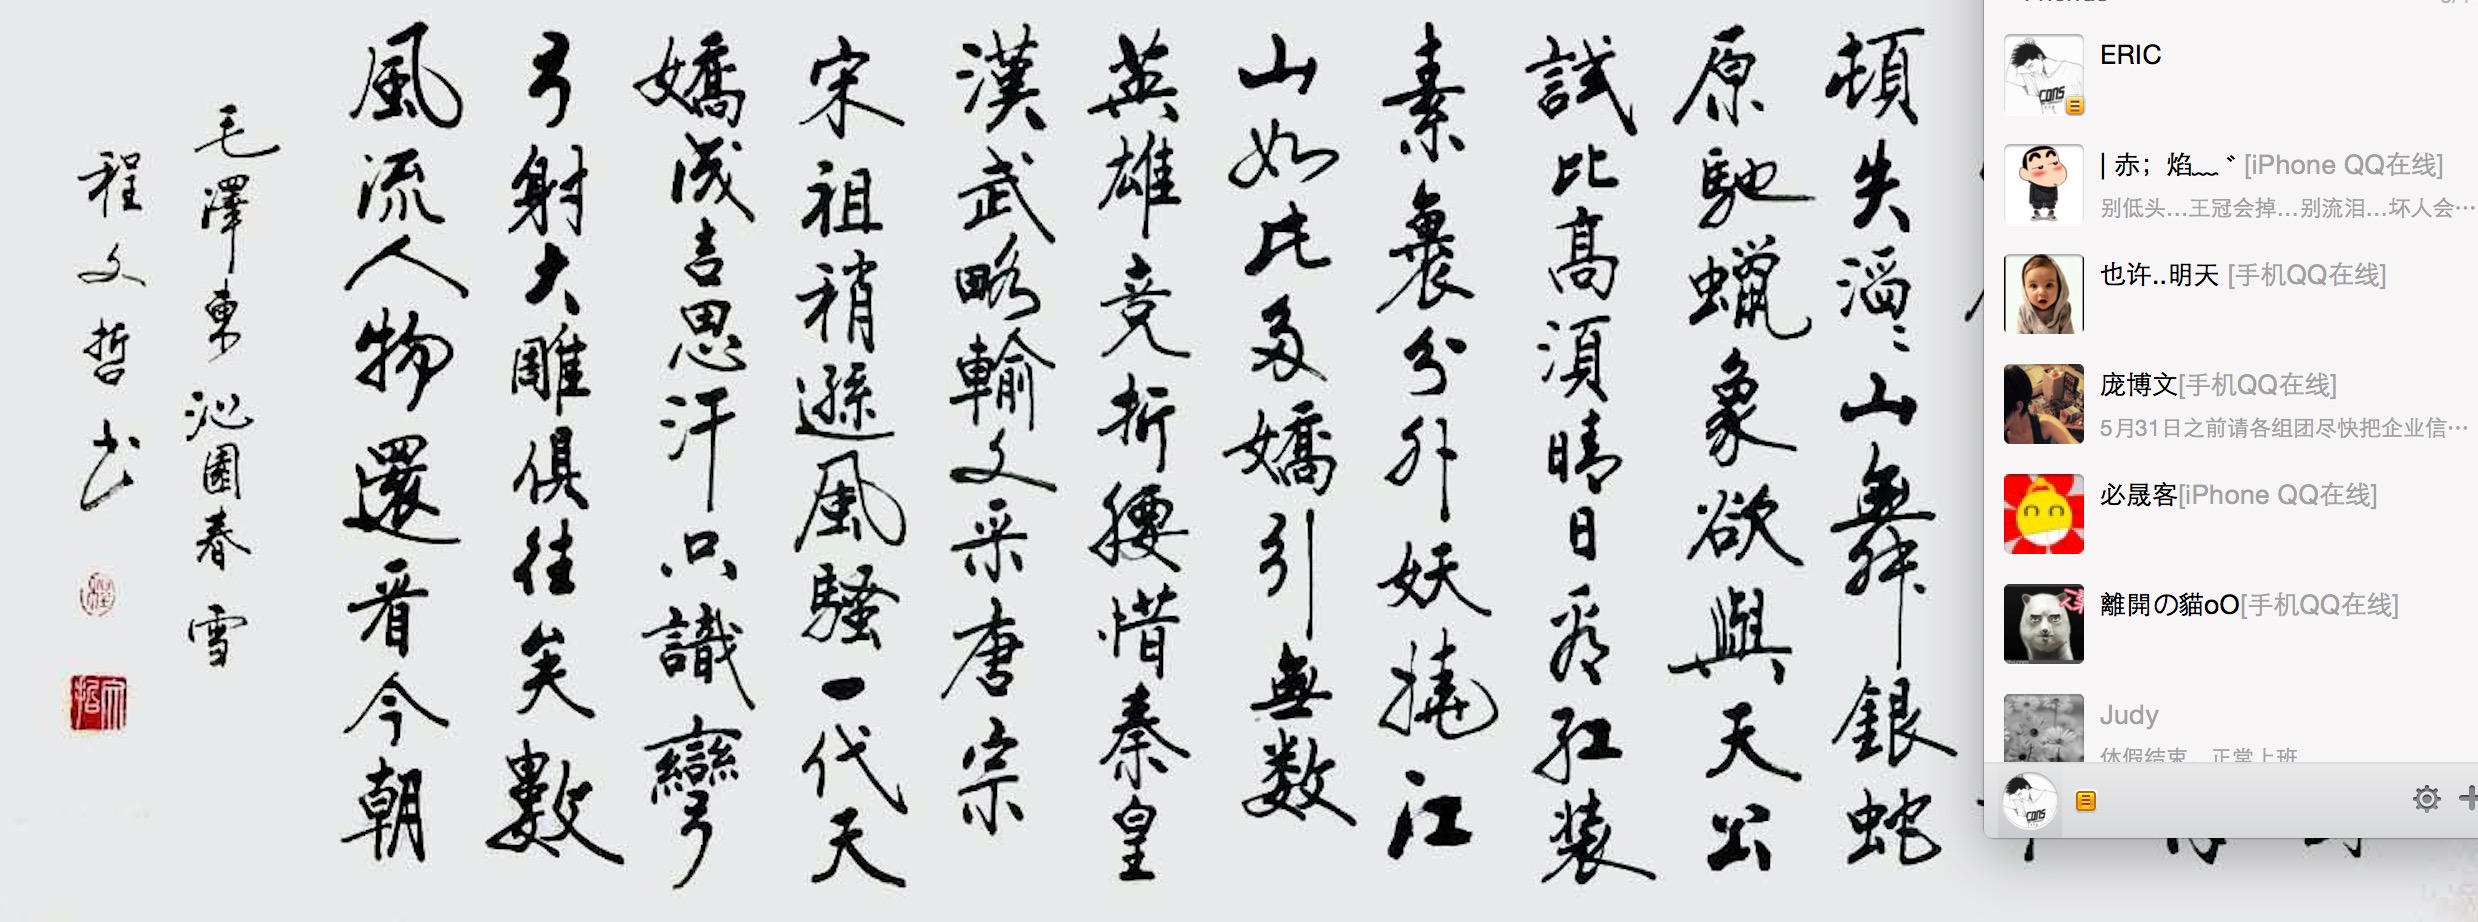 頓失滔々山舞銀蛇
原馳蠟象欲與天公
試比高須晴日看紅裝
素裹分外妖撓江
山如此多嬌引無数
英雄竞折腰惜秦皇
漢武略輸文采唐宗
宋祖稍遜風騷一代天
嬌成吉思汗只識彎
弓射大雕俱往矣數
風流人物還看今朝
毛澤東沁園春雪
程文哲书
ERIC
| 赤；焰﹏ゞ [iPhone QQ在线]
别低头...王冠会掉...别流泪...坏人会…
也许..明天 [手机QQ在线]
庞博文[手机QQ在线]
5月31日之前请各组团尽快把企业信…
必晟客[iPhone QQ在线]
離開の貓oO[手机QQ在线]
Judy
休假结束 正常上班